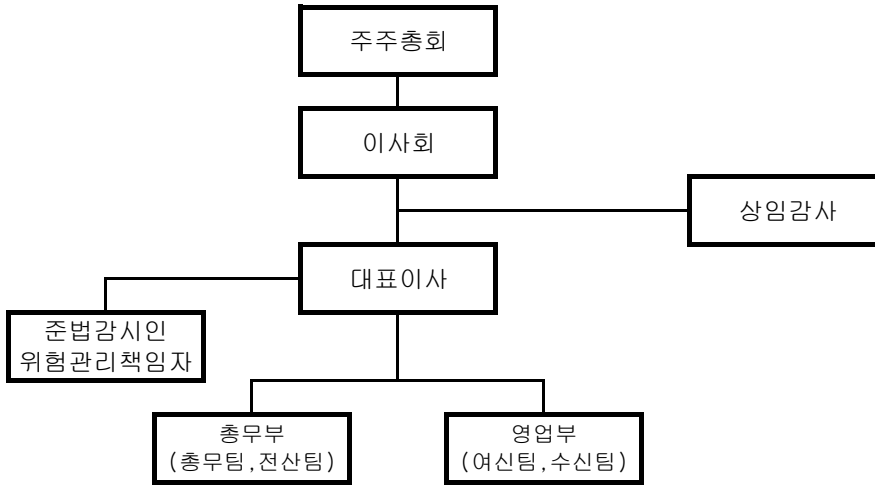 주주총회
이사회
상임감사
대표이사
준법감시인
위험관리책임자
총무부
(총무팀,전산팀)
영업부
(여신팀,수신팀)